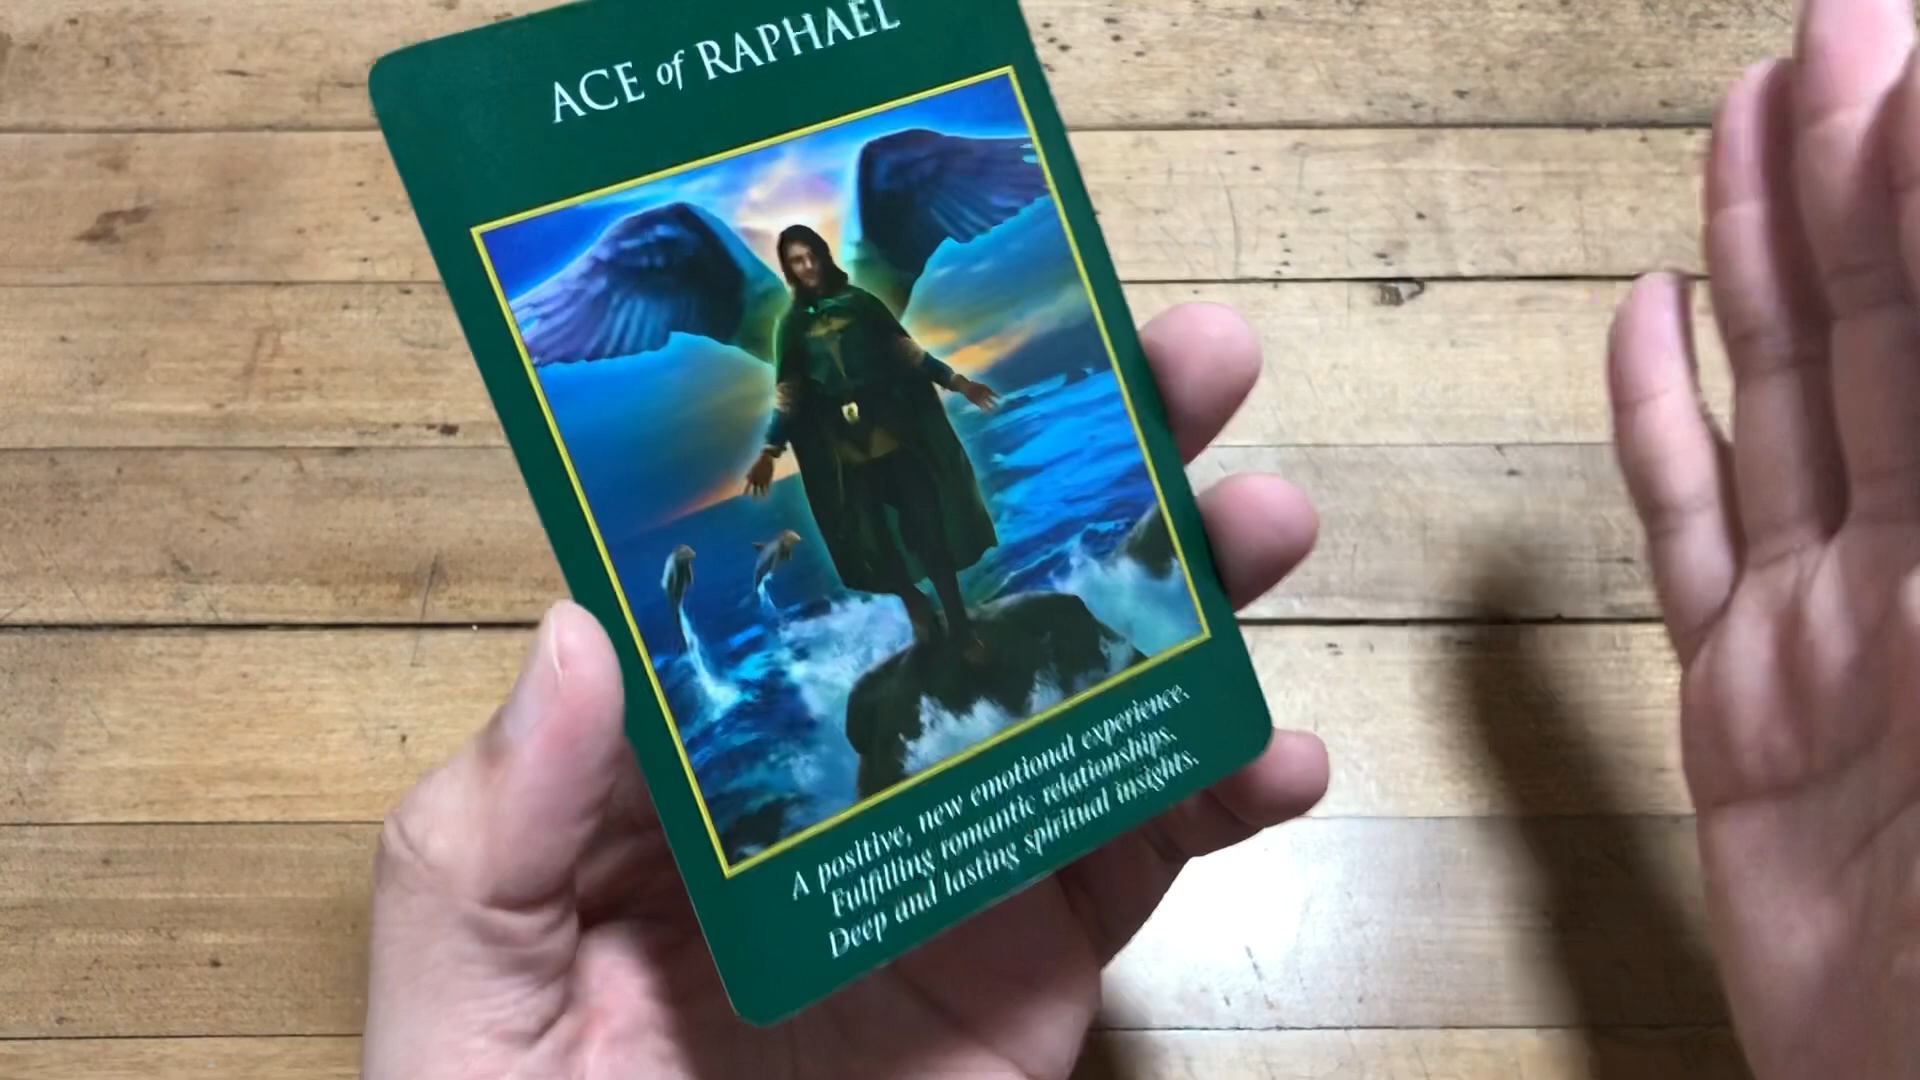 ACE of RAPHAEL
A positive, new emotional experience.
Fulfilling romantic relationships.
Deep and lasting spiritual insights.